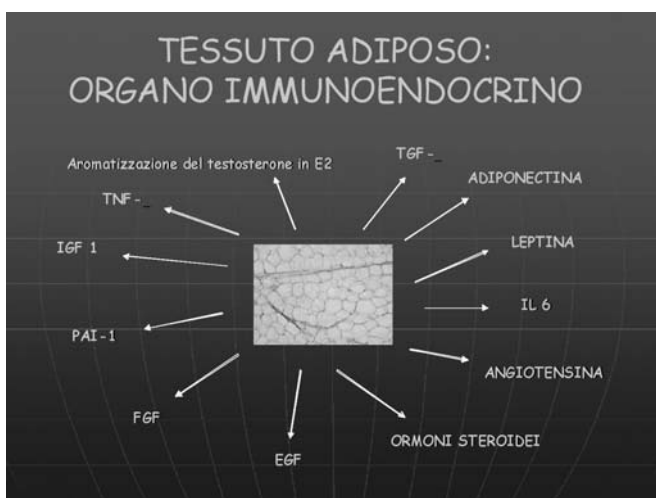 TESSUTO ADIPOSO:
ORGANO IMMUNOENDOCRINO
Aromatizzazione del testosterone in E2
TGF-_
ADIPONECTINA
TNF-_
LEPTINA
IGF 1
IL 6
PAI-1
ANGIOTENSINA
FGF
ORMONI STEROIDEI
EGF